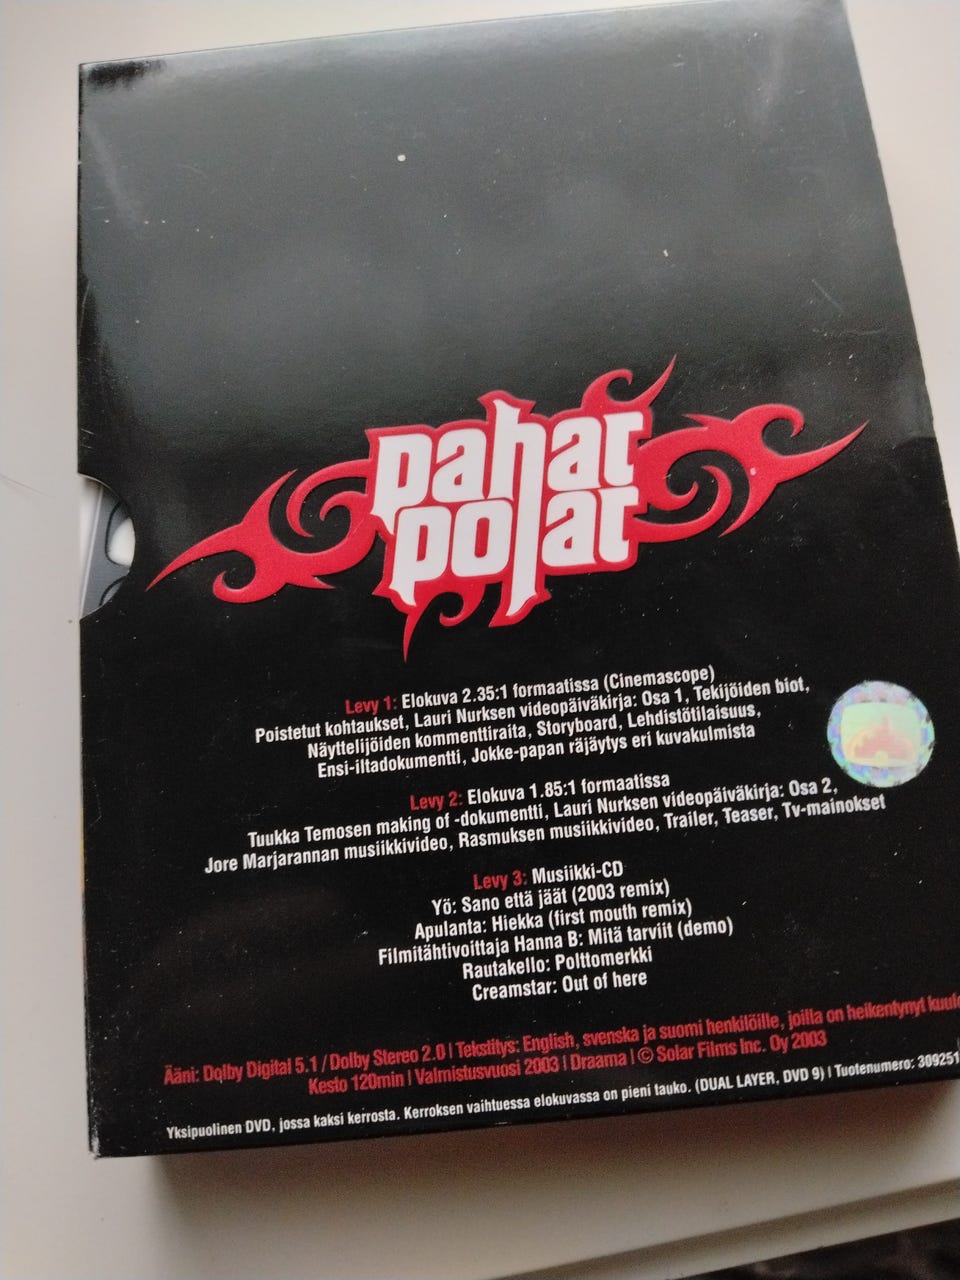 pahat
pojat
Levy 1: Elokuva 2.35:1 formaatissa (Cinemascope)
Poistetut kohtaukset, Lauri Nurksen videopäiväkirja: Osa 1, Tekijöiden biot,
Näyttelijöiden kommenttiraita, Storyboard, Lehdistötilaisuus,
Ensi-iltadokumentti, Jokke-papan räjäytys eri kuvakulmista
Levy 2: Elokuva 1.85:1 formaatissa
Tuukka Temosen making of -dokumentti, Lauri Nurksen videopäiväkirja: Osa 2,
Jore Marjarannan musiikkivideo, Rasmuksen musiikkivideo, Trailer, Teaser, Tv-mainokset
Levy 3: Musiikki-CD
Yö: Sano että jäät (2003 remix)
Apulanta: Hiekka (first mouth remix)
Filmitähtivoittaja Hanna B: Mitä tarviit (demo)
Rautakello: Polttomerkki
Creamstar: Out of here
Ääni: Dolby Digital 5.1 / Dolby Stereo 2.0 | Tekstitys: English, svenska ja suomi henkilöille, joilla on heikentynyt kuulo
Kesto 120min | Valmistusvuosi 2003 | Draama | © Solar Films Inc. Oy 2003
Yksipuolinen DVD, jossa kaksi kerrosta. Kerroksen vaihtuessa elokuvassa on pieni tauko. (DUAL LAYER, DVD 9) | Tuotenumero: 309251